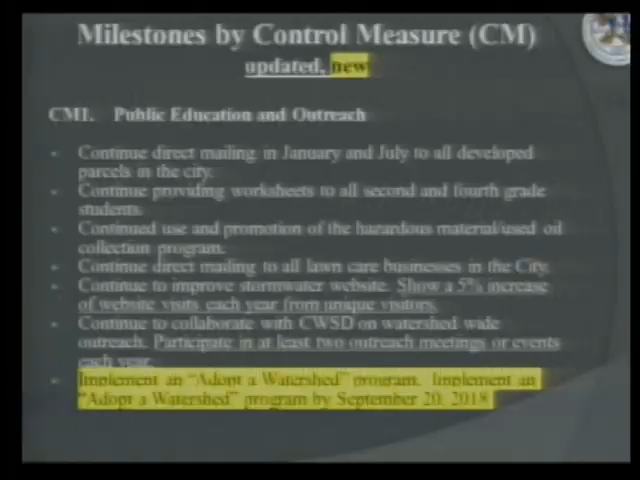 Milestones by Control Measure (CM)
updated, new
CM1. Public Education and Outreach
• Continue direct mailing in January and July to all developed
parcels in the city.
• Continue providing worksheets to all second and fourth grade
students.
• Continued use and promotion of the hazardous material/used oil
collection program.
• Continue direct mailing to all lawn care businesses in the City.
• Continue to improve stormwater website. Show a 5% increase
of website visits each year from unique visitors.
• Continue to collaborate with CWSD on watershed wide
outreach. Participate in at least two outreach meetings or events
each year.
• Implement an “Adopt a Watershed” program. Implement an
“Adopt a Watershed” program by September 20, 2018